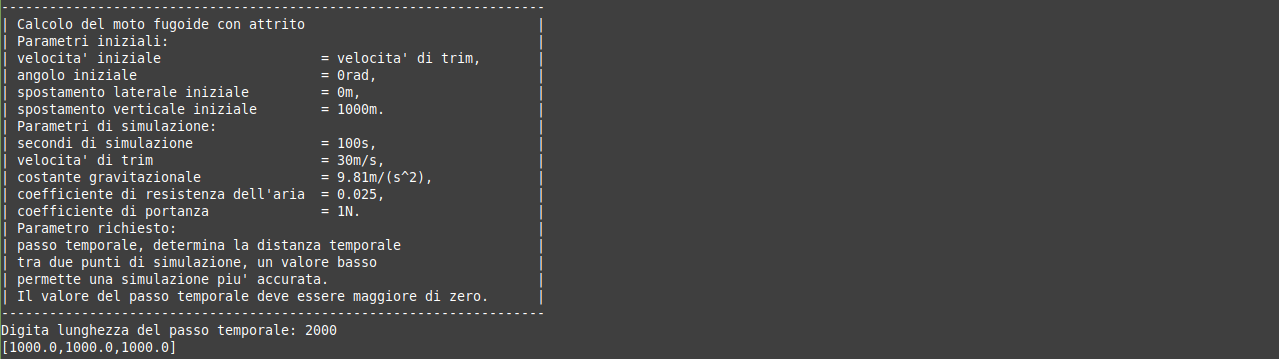 --------------------------------------------------------------------
| Calcolo del moto fugoide con attrito                             |
| Parametri iniziali:                                              |
| velocita' iniziale                    = velocita' di trim,       |
| angolo iniziale                       = 0rad,                    |
| spostamento laterale iniziale         = 0m,                      |
| spostamento verticale iniziale        = 1000m.                   |
| Parametri di simulazione:                                        |
| secondi di simulazione                = 100s,                    |
| velocita' di trim                     = 30m/s,                   |
| costante gravitazionale               = 9.81m/(s^2),             |
| coefficiente di resistenza dell'aria  = 0.025,                   |
| coefficiente di portanza              = 1N.                      |
| Parametro richiesto:                                             |
| passo temporale, determina la distanza temporale                 |
| tra due punti di simulazione, un valore basso                    |
| permette una simulazione piu' accurata.                          |
| Il valore del passo temporale deve essere maggiore di zero.      |
--------------------------------------------------------------------
Digita lunghezza del passo temporale: 2000
[1000.0,1000.0,1000.0]